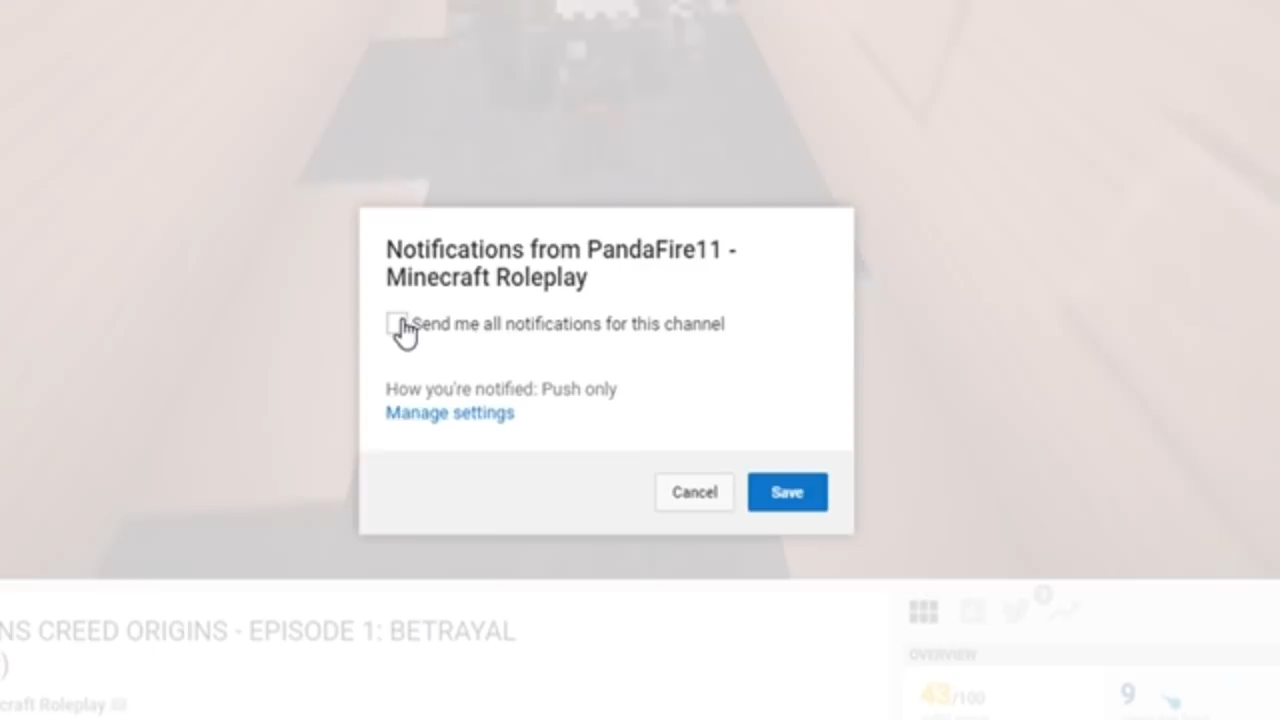 Notifications from PandaFire11 -
Minecraft Roleplay
Send me all notifications for this channel
How you're notified: Push only
Manage settings
Cancel
Save
NS CREED ORIGINS - EPISODE 1: BETRAYAL
)
craft Roleplay
OVERVIEW
43/100
9